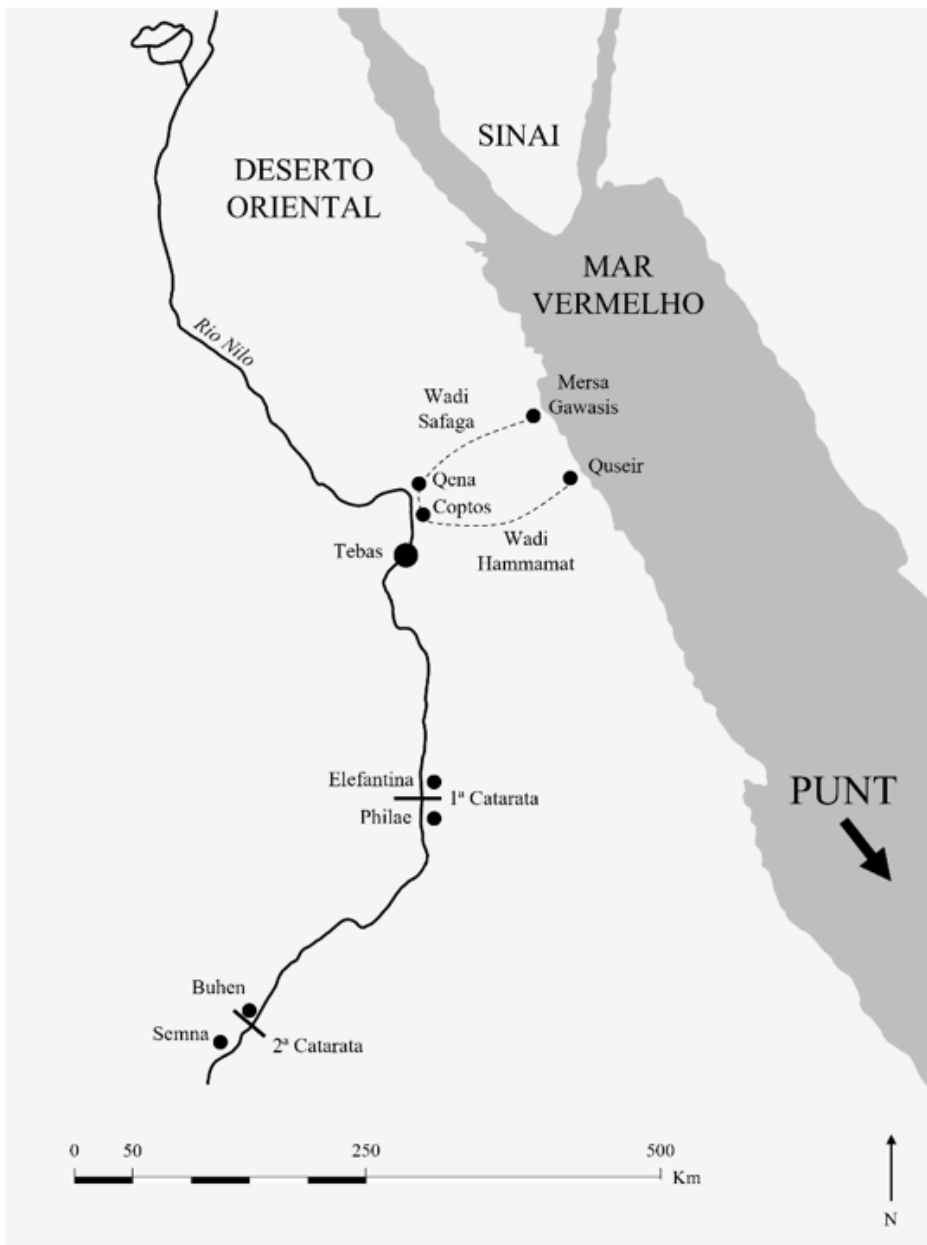 SINAI
DESERTO
ORIENTAL
MAR
VERMELHO
Rio Nilo
Wadi
Safaga
Mersa
Gawasis
Qena
Quseir
Coptos
Wadi
Hammamat
Tebas
Elefantina
1ª Catarata
Philae
PUNT
Buhen
Semna
2ª Catarata
0 50 250 500
Km
N